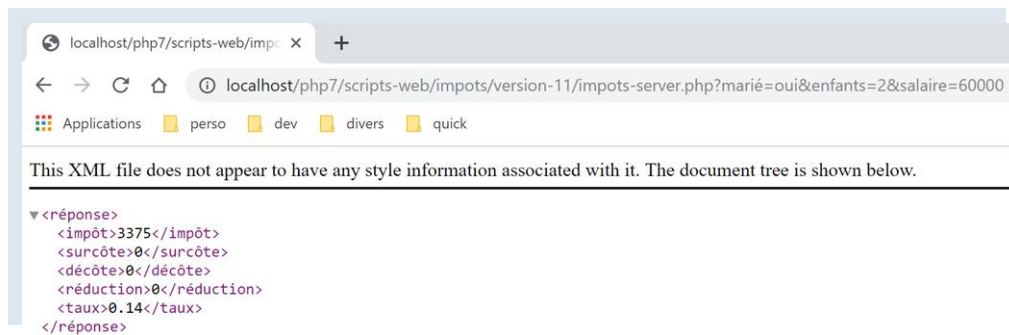 localhost/php7/scripts-web/impo
localhost/php7/scripts-web/impots/version-11/impots-server.php?marié=oui&enfants=2&salaire=60000
Applications perso dev divers quick
This XML file does not appear to have any style information associated with it. The document tree is shown below.
▼<réponse>
<impôt>3375</impôt>
<surcôte>0</surcôte>
<décôte>0</décôte>
<réduction>0</réduction>
<taux>0.14</taux>
</réponse>